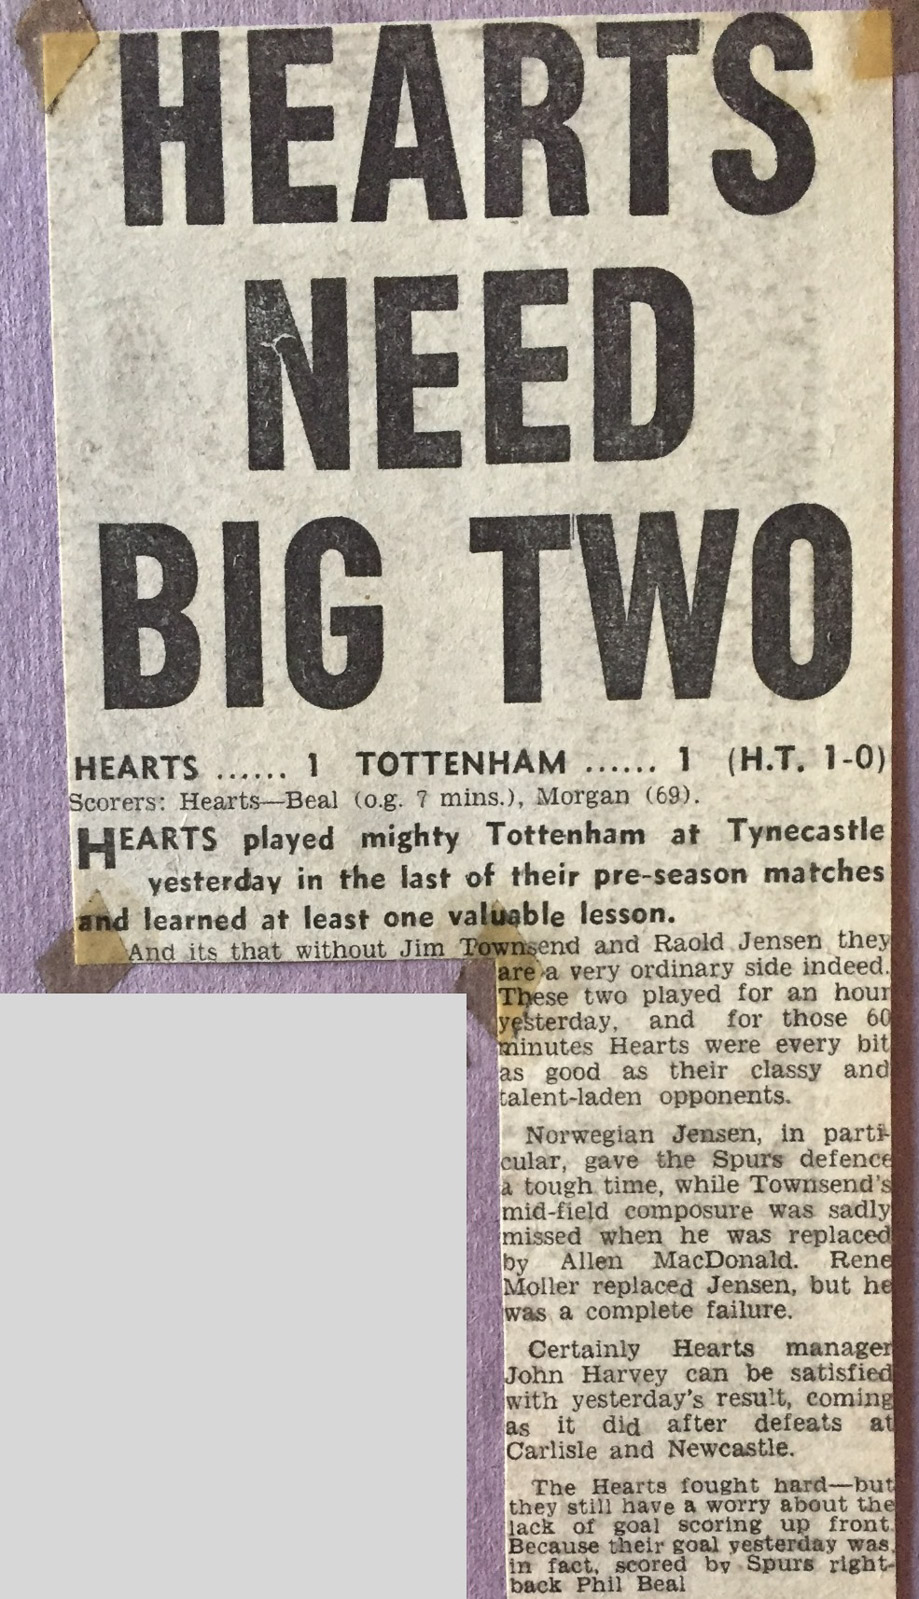 HEARTS
NEED
BIG TWO
HEARTS ...... 1 TOTTENHAM ...... 1 (H.T. 1-0)
Scorers: Hearts—Beal (o.g. 7 mins.), Morgan (69).
HEARTS played mighty Tottenham at Tynecastle
yesterday in the last of their pre-season matches
and learned at least one valuable lesson.
And its that without Jim Townsend and Raold Jensen they
are a very ordinary side indeed.
These two played for an hour
yesterday, and for those 60
minutes Hearts were every bit
as good as their classy and
talent-laden opponents.
Norwegian Jensen, in parti-
cular, gave the Spurs defence
a tough time, while Townsend's
mid-field composure was sadly
missed when he was replaced
by Allen MacDonald. Rene
Moller replaced Jensen, but he
was a complete failure.
Certainly Hearts manager
John Harvey can be satisfied
with yesterday's result, coming
as it did after defeats at
Carlisle and Newcastle.
The Hearts fought hard—but
they still have a worry about the
lack of goal scoring up front.
Because their goal yesterday was,
in fact, scored by Spurs right-
back Phil Beal